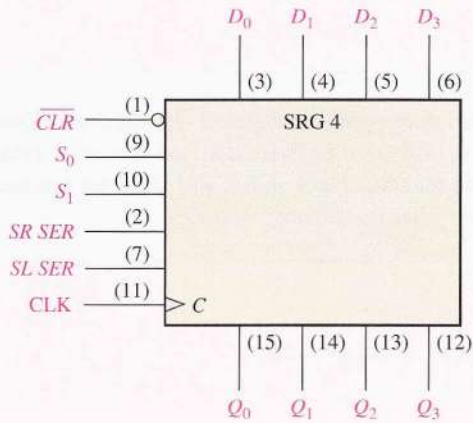 D₀ D₁ D₂ D₃
(3) (4) (5) (6)
(1)
C̅L̅R̅
SRG 4
(9)
S₀
(10)
S₁
(2)
SR SER
(7)
SL SER
(11)
CLK C
(15) (14) (13) (12)
Q₀ Q₁ Q₂ Q₃